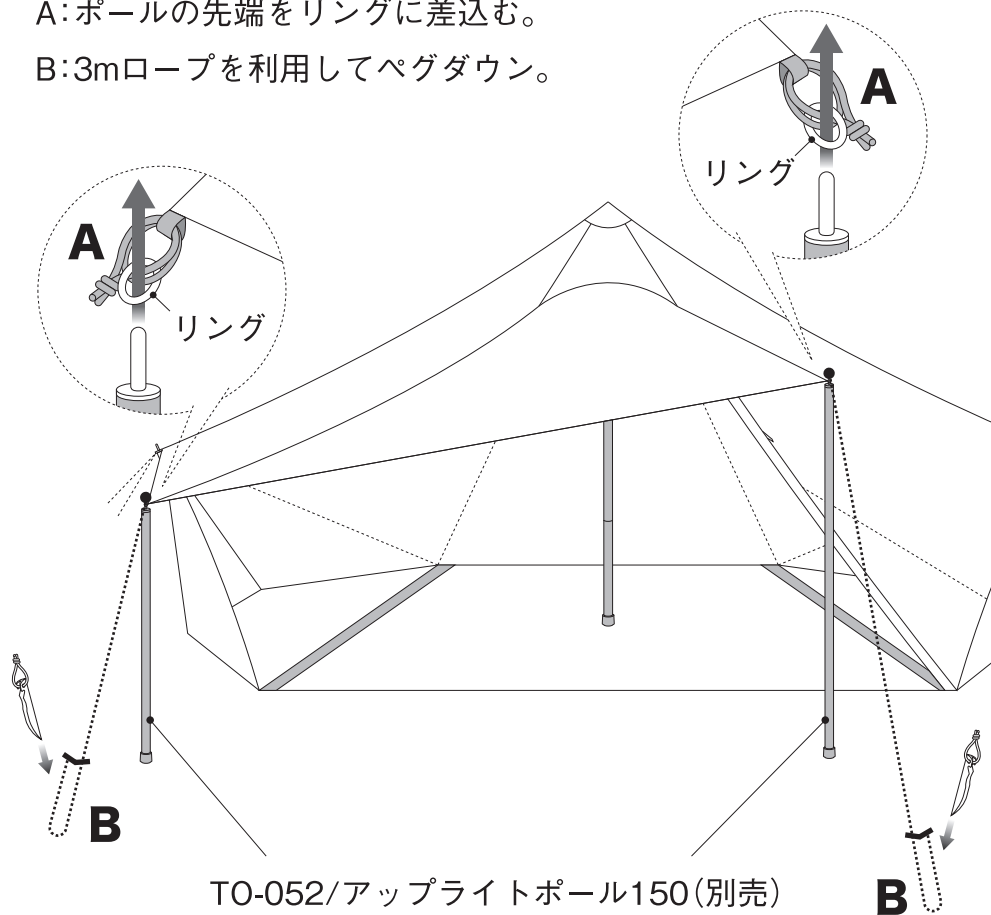 A:ポールの先端をリングに差込む。
B:3mロープを利用してペグダウン。
A
リング
A
リング
B
B
TO-052/アップライトポール150(別売)